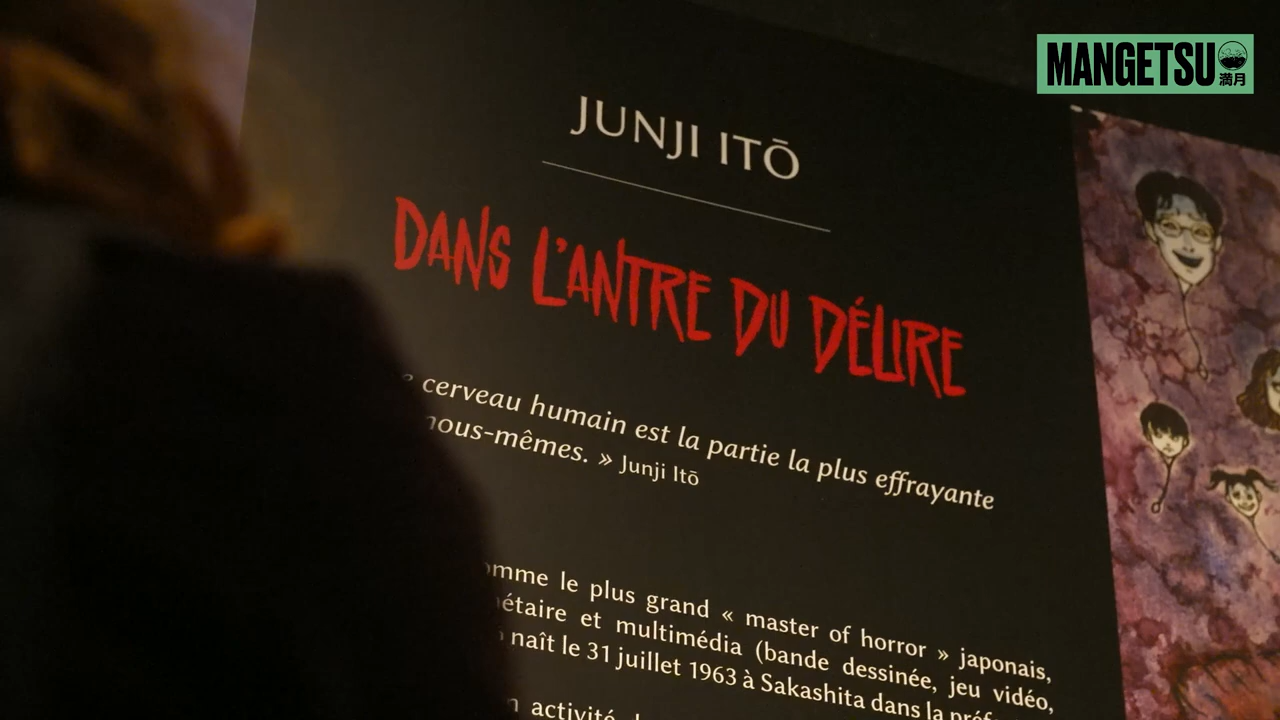 MANGETSU
満月
JUNJI ITŌ
DANS L'ANTRE DU DÉLIRE
cerveau humain est la partie la plus effrayante
nous-mêmes. » Junji Itō
le plus grand « master of horror » japonais,
et multimédia (bande dessinée, jeu vidéo,
naît le 31 juillet 1963 à Sakashita dans la
activité